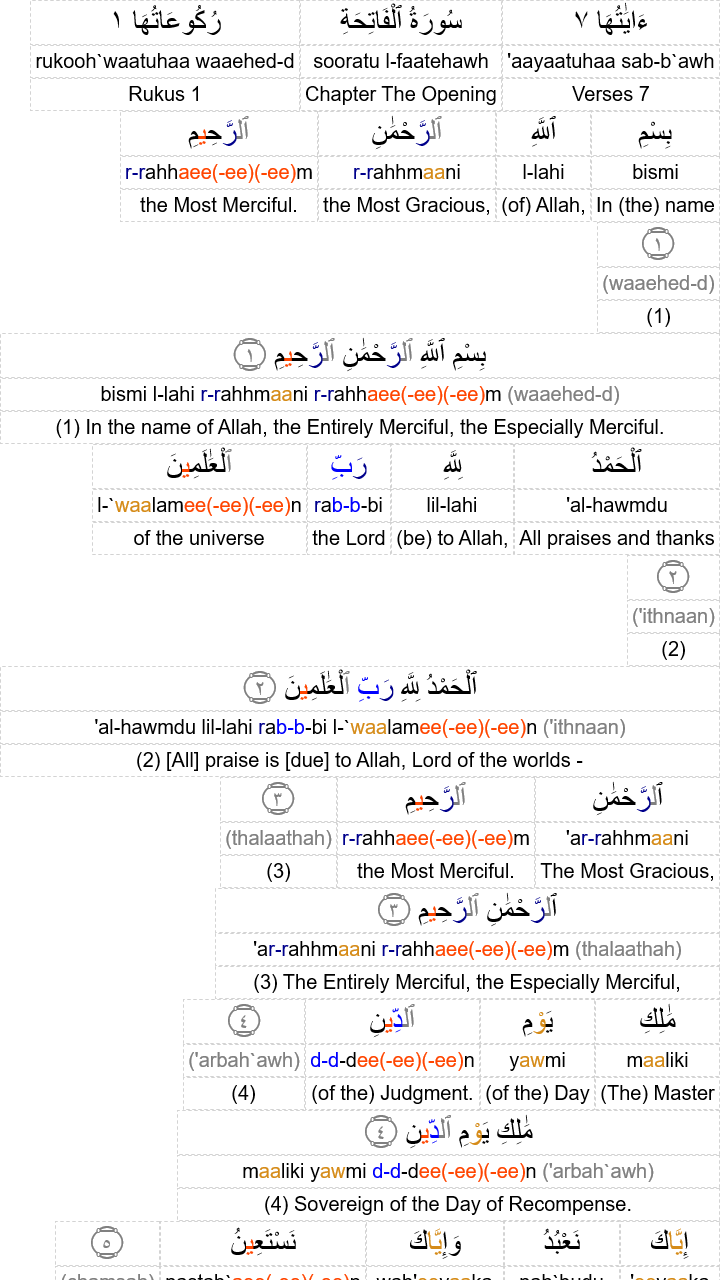 ءَايَٰتُهَا ٧ سُورَةُ ٱلْفَاتِحَةِ رُكُوعَاتُهَا ١
'aayaatuhaa sab-b`awh sooratu l-faatehawh rukooh`waatuhaa waaehed-d
Verses 7 Chapter The Opening Rukus 1
بِسْمِ ٱللَّهِ ٱلرَّحْمَٰنِ ٱلرَّحِيمِ
bismi l-lahi r-rahhmaani r-rahhaee(-ee)(-ee)m
In (the) name (of) Allah, the Most Gracious, the Most Merciful.
١
(waaehed-d)
(1)
بِسْمِ ٱللَّهِ ٱلرَّحْمَٰنِ ٱلرَّحِيمِ ١
bismi l-lahi r-rahhmaani r-rahhaee(-ee)(-ee)m (waaehed-d)
(1) In the name of Allah, the Entirely Merciful, the Especially Merciful.
ٱلْحَمْدُ لِلَّهِ رَبِّ ٱلْعَٰلَمِينَ
'al-hawmdu lil-lahi rab-b-bi l-`waalamee(-ee)(-ee)n
All praises and thanks (be) to Allah, the Lord of the universe
٢
('ithnaan)
(2)
ٱلْحَمْدُ لِلَّهِ رَبِّ ٱلْعَٰلَمِينَ ٢
'al-hawmdu lil-lahi rab-b-bi l-`waalamee(-ee)(-ee)n ('ithnaan)
(2) [All] praise is [due] to Allah, Lord of the worlds -
ٱلرَّحْمَٰنِ ٱلرَّحِيمِ ٣
'ar-rahhmaani r-rahhaee(-ee)(-ee)m (thalaathah)
The Most Gracious, the Most Merciful. (3)
ٱلرَّحْمَٰنِ ٱلرَّحِيمِ ٣
'ar-rahhmaani r-rahhaee(-ee)(-ee)m (thalaathah)
(3) The Entirely Merciful, the Especially Merciful,
مَٰلِكِ يَوْمِ ٱلدِّينِ ٤
maaliki yawmi d-d-dee(-ee)(-ee)n ('arbah`awh)
(The) Master (of the) Day (of the) Judgment. (4)
مَٰلِكِ يَوْمِ ٱلدِّينِ ٤
maaliki yawmi d-d-dee(-ee)(-ee)n ('arbah`awh)
(4) Sovereign of the Day of Recompense.
إِيَّاكَ نَعْبُدُ وَإِيَّاكَ نَسْتَعِينُ ٥